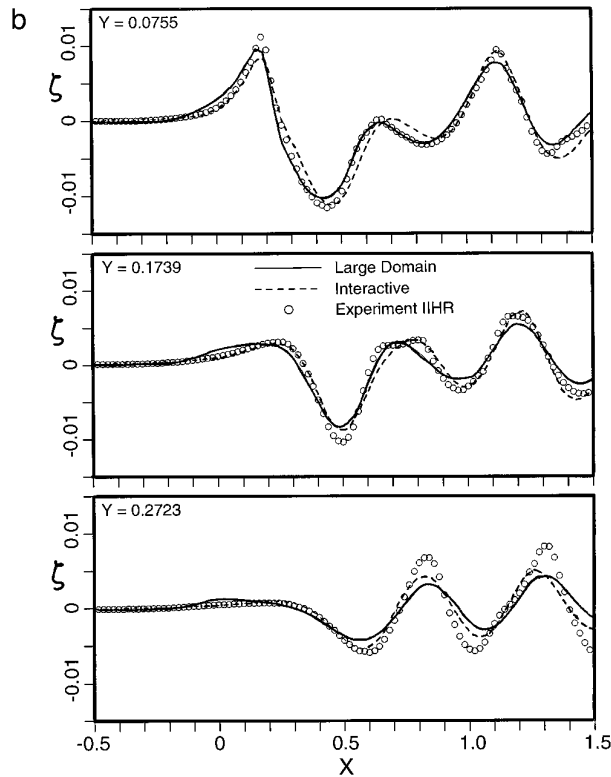 b
Y = 0.0755
0.01
ζ
0
-0.01
Y = 0.1739
Large Domain
Interactive
Experiment IIHR
0.01
ζ
0
-0.01
Y = 0.2723
0.01
ζ
0
-0.01
-0.5 0 0.5 1.0 1.5
X